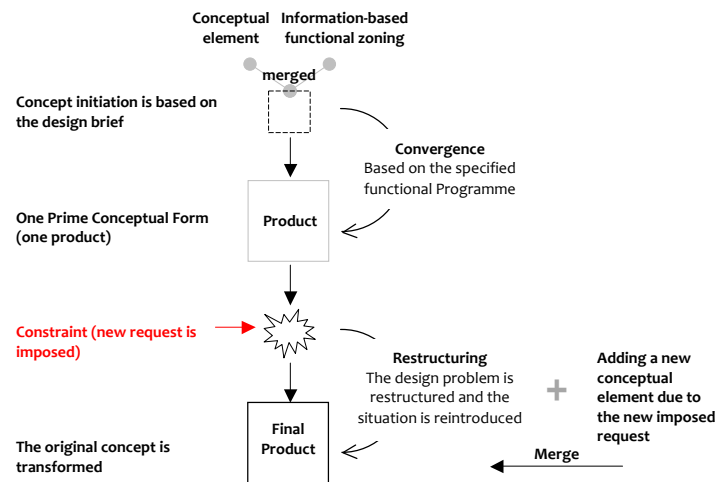 Conceptual
element
Information-based
functional zoning
merged
Concept initiation is based on
the design brief
Convergence
Based on the specified
functional Programme
One Prime Conceptual Form
(one product)
Product
Constraint (new request is
imposed)
Restructuring
The design problem is
restructured and the
situation is reintroduced
+
Adding a new
conceptual
element due to
the new imposed
request
Final
Product
The original concept is
transformed
Merge